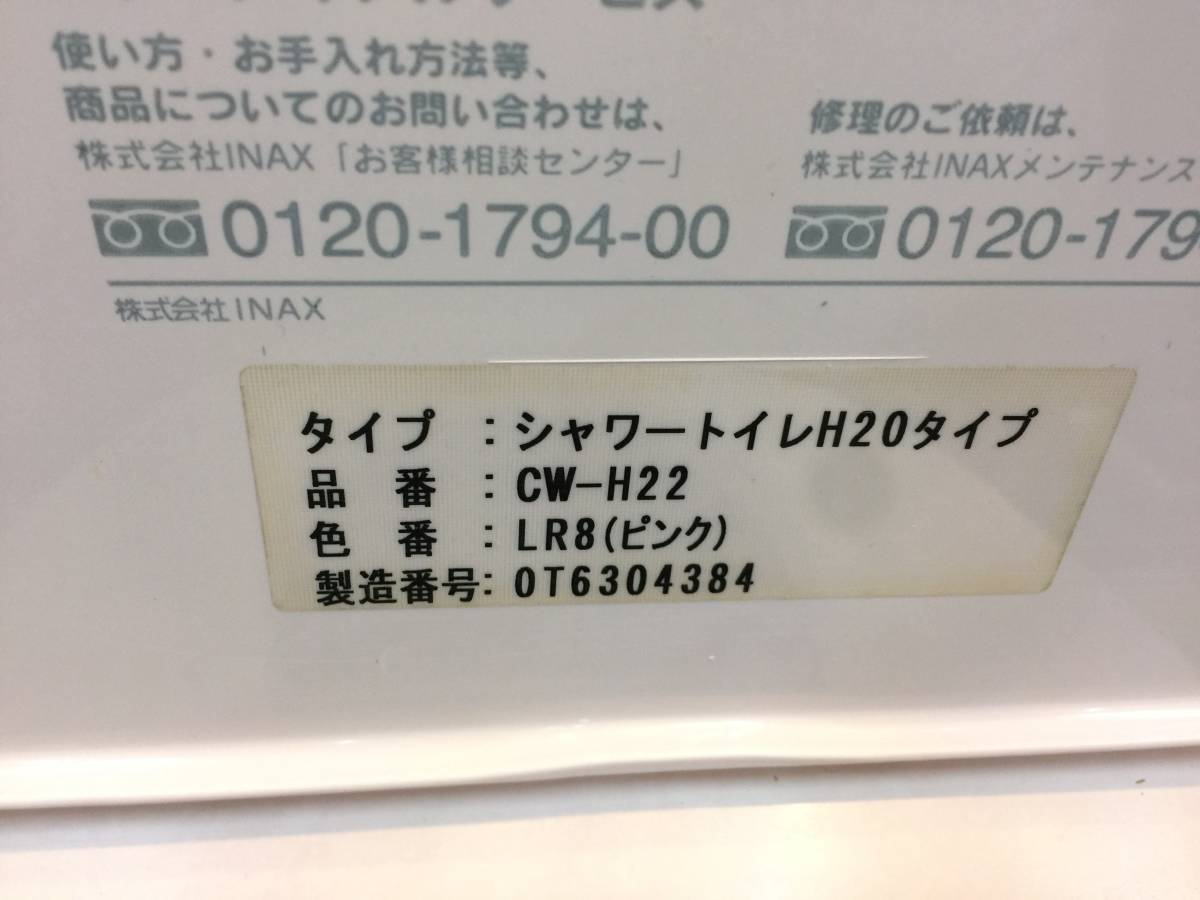 使い方・お手入れ方法等、
商品についてのお問い合わせは、
株式会社INAX「お客様相談センター」
0120-1794-00
修理のご依頼は、
株式会社INAXメンテナンス
0120-179
株式会社INAX
タイプ:シャワートイレH20タイプ
品番:CW-H22
色番:LR8(ピンク)
製造番号:0T6304384